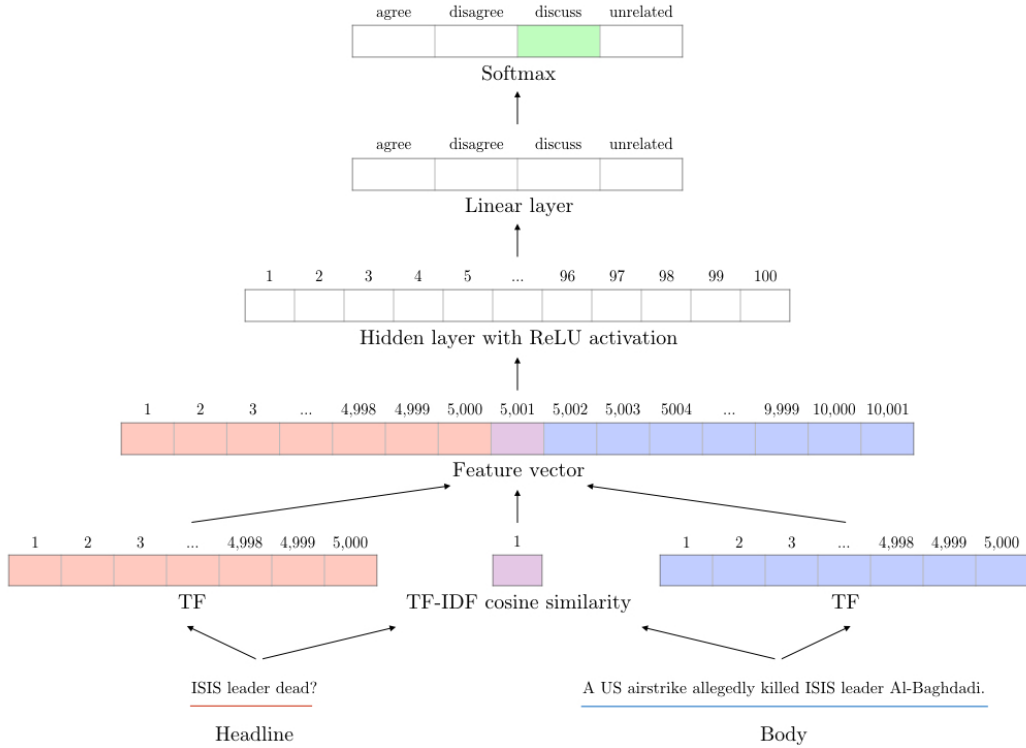 agree disagree discuss unrelated
Softmax
agree disagree discuss unrelated
Linear layer
1 2 3 4 5 ... 96 97 98 99 100
Hidden layer with ReLU activation
1 2 3 ... 4,998 4,999 5,000 5,001 5,002 5,003 5004 ... 9,999 10,000 10,001
Feature vector
1 2 3 ... 4,998 4,999 5,000 1 1 2 3 ... 4,998 4,999 5,000
TF TF-IDF cosine similarity TF
ISIS leader dead? A US airstrike allegedly killed ISIS leader Al-Baghdadi.
Headline Body